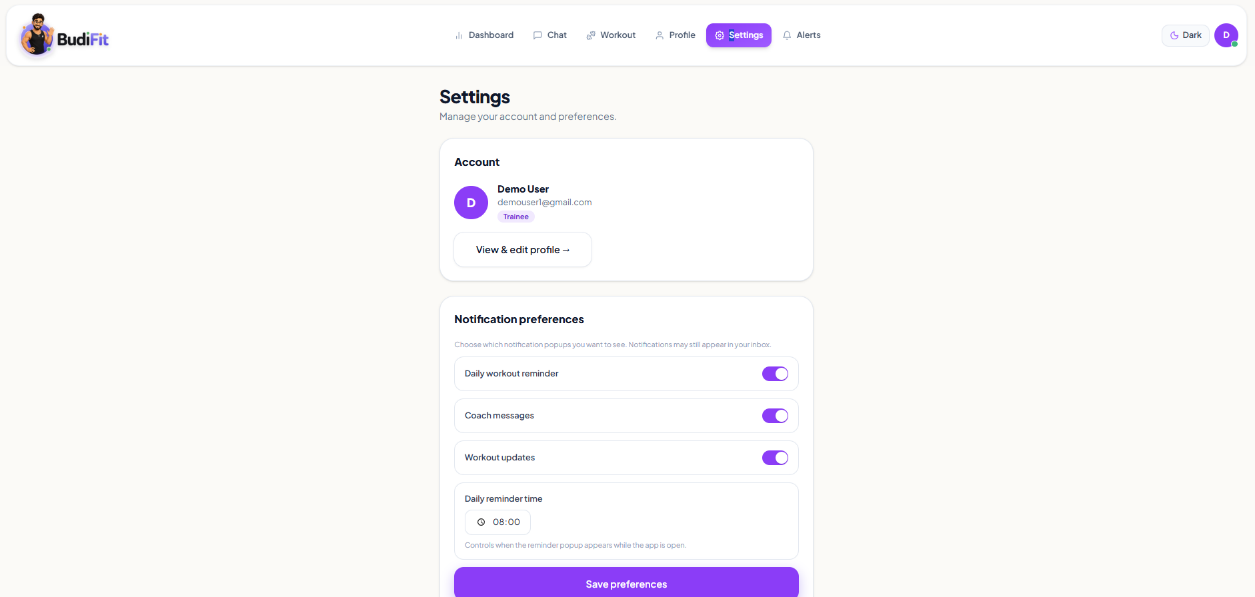 BudiFit
Dashboard
Chat
Workout
Profile
Settings
Alerts
Dark
D
Settings
Manage your account and preferences.
Account
D
Demo User
demouser1@gmail.com
Trainee
View & edit profile →
Notification preferences
Choose which notification popups you want to see. Notifications may still appear in your inbox.
Daily workout reminder
Coach messages
Workout updates
Daily reminder time
08:00
Controls when the reminder popup appears while the app is open.
Save preferences